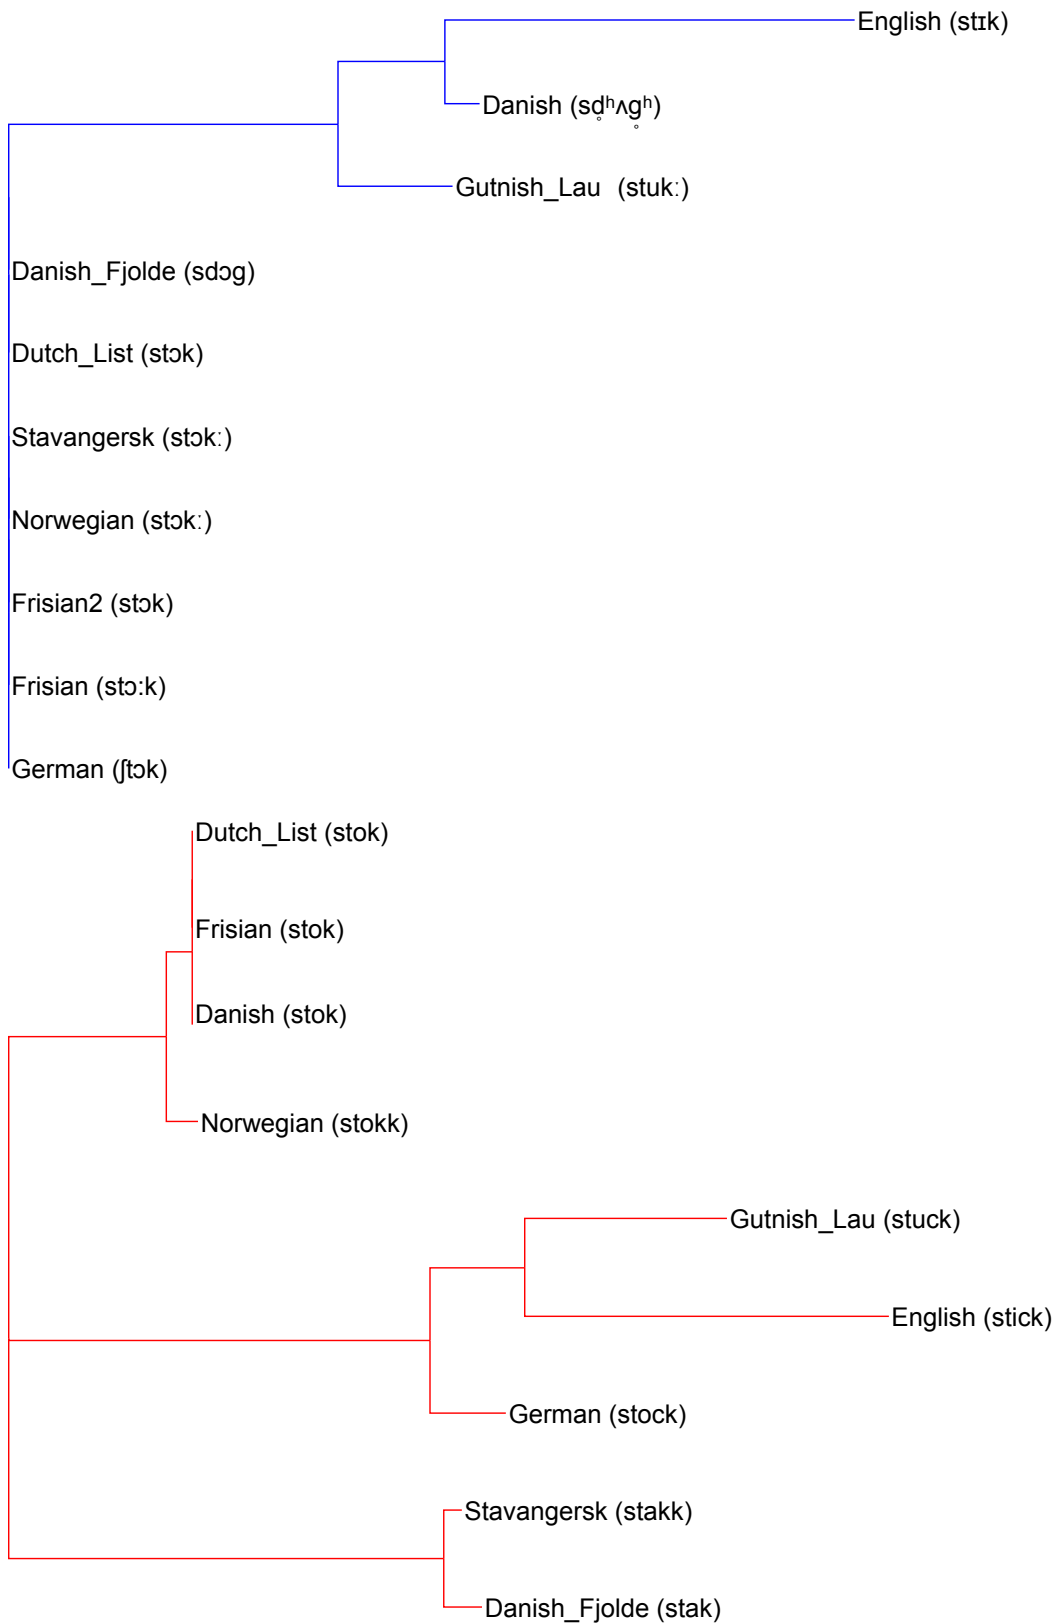 English (stɪk)
Danish (sd̥ʰʌg̥ʰ)
Gutnish_Lau (stukː)
Danish_Fjolde (sdɔg)
Dutch_List (stɔk)
Stavangersk (stɔkː)
Norwegian (stɔkː)
Frisian2 (stɔk)
Frisian (stɔːk)
German (ʃtɔk)
Dutch_List (stok)
Frisian (stok)
Danish (stok)
Norwegian (stokk)
Gutnish_Lau (stuck)
English (stick)
German (stock)
Stavangersk (stakk)
Danish_Fjolde (stak)